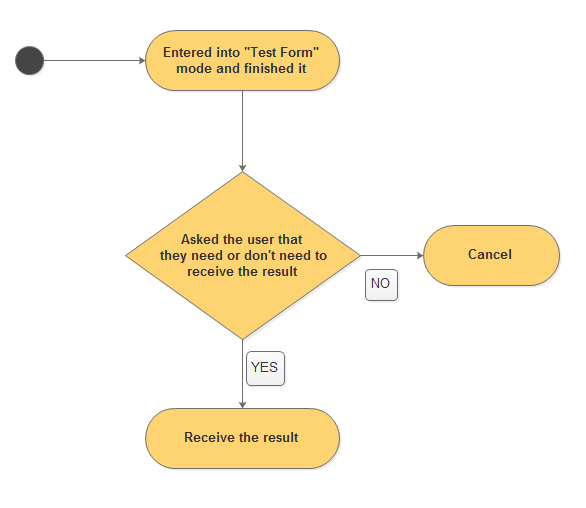 Entered into "Test Form"
mode and finished it
Asked the user that
they need or don't need to
receive the result
Cancel
NO
YES
Receive the result